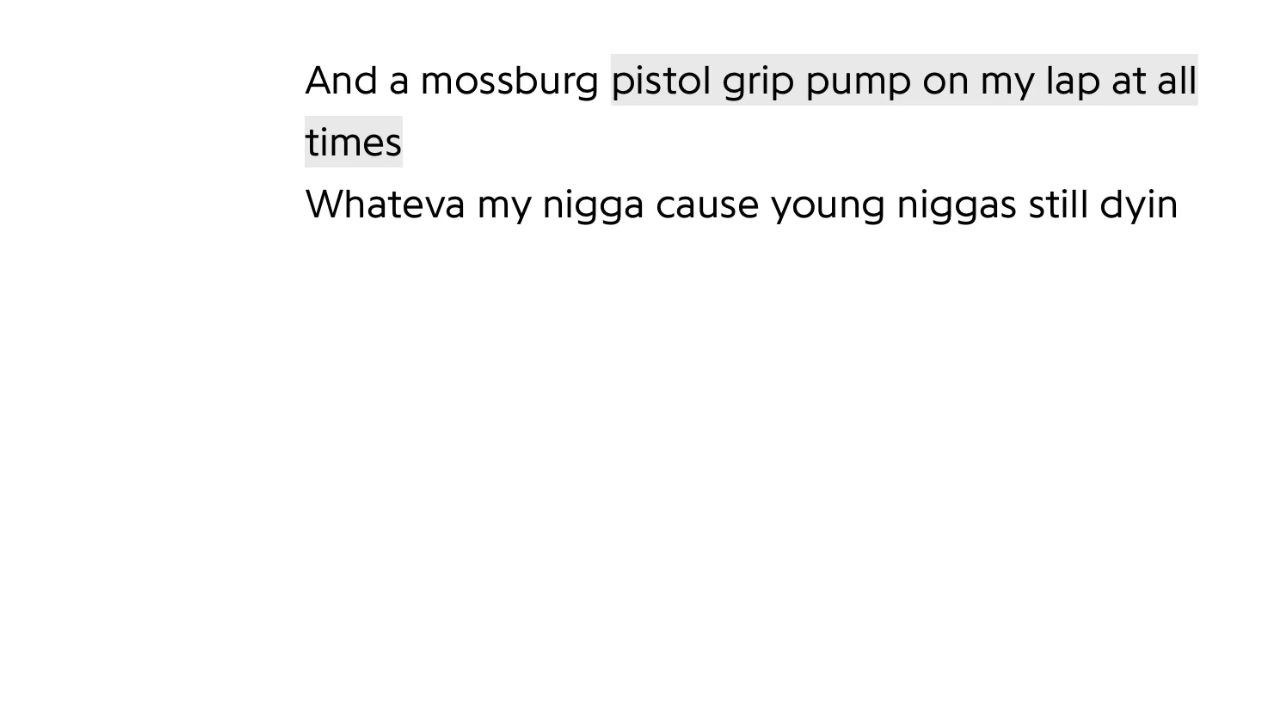 And a mossburg pistol grip pump on my lap at all
times
Whateva my nigga cause young niggas still dyin